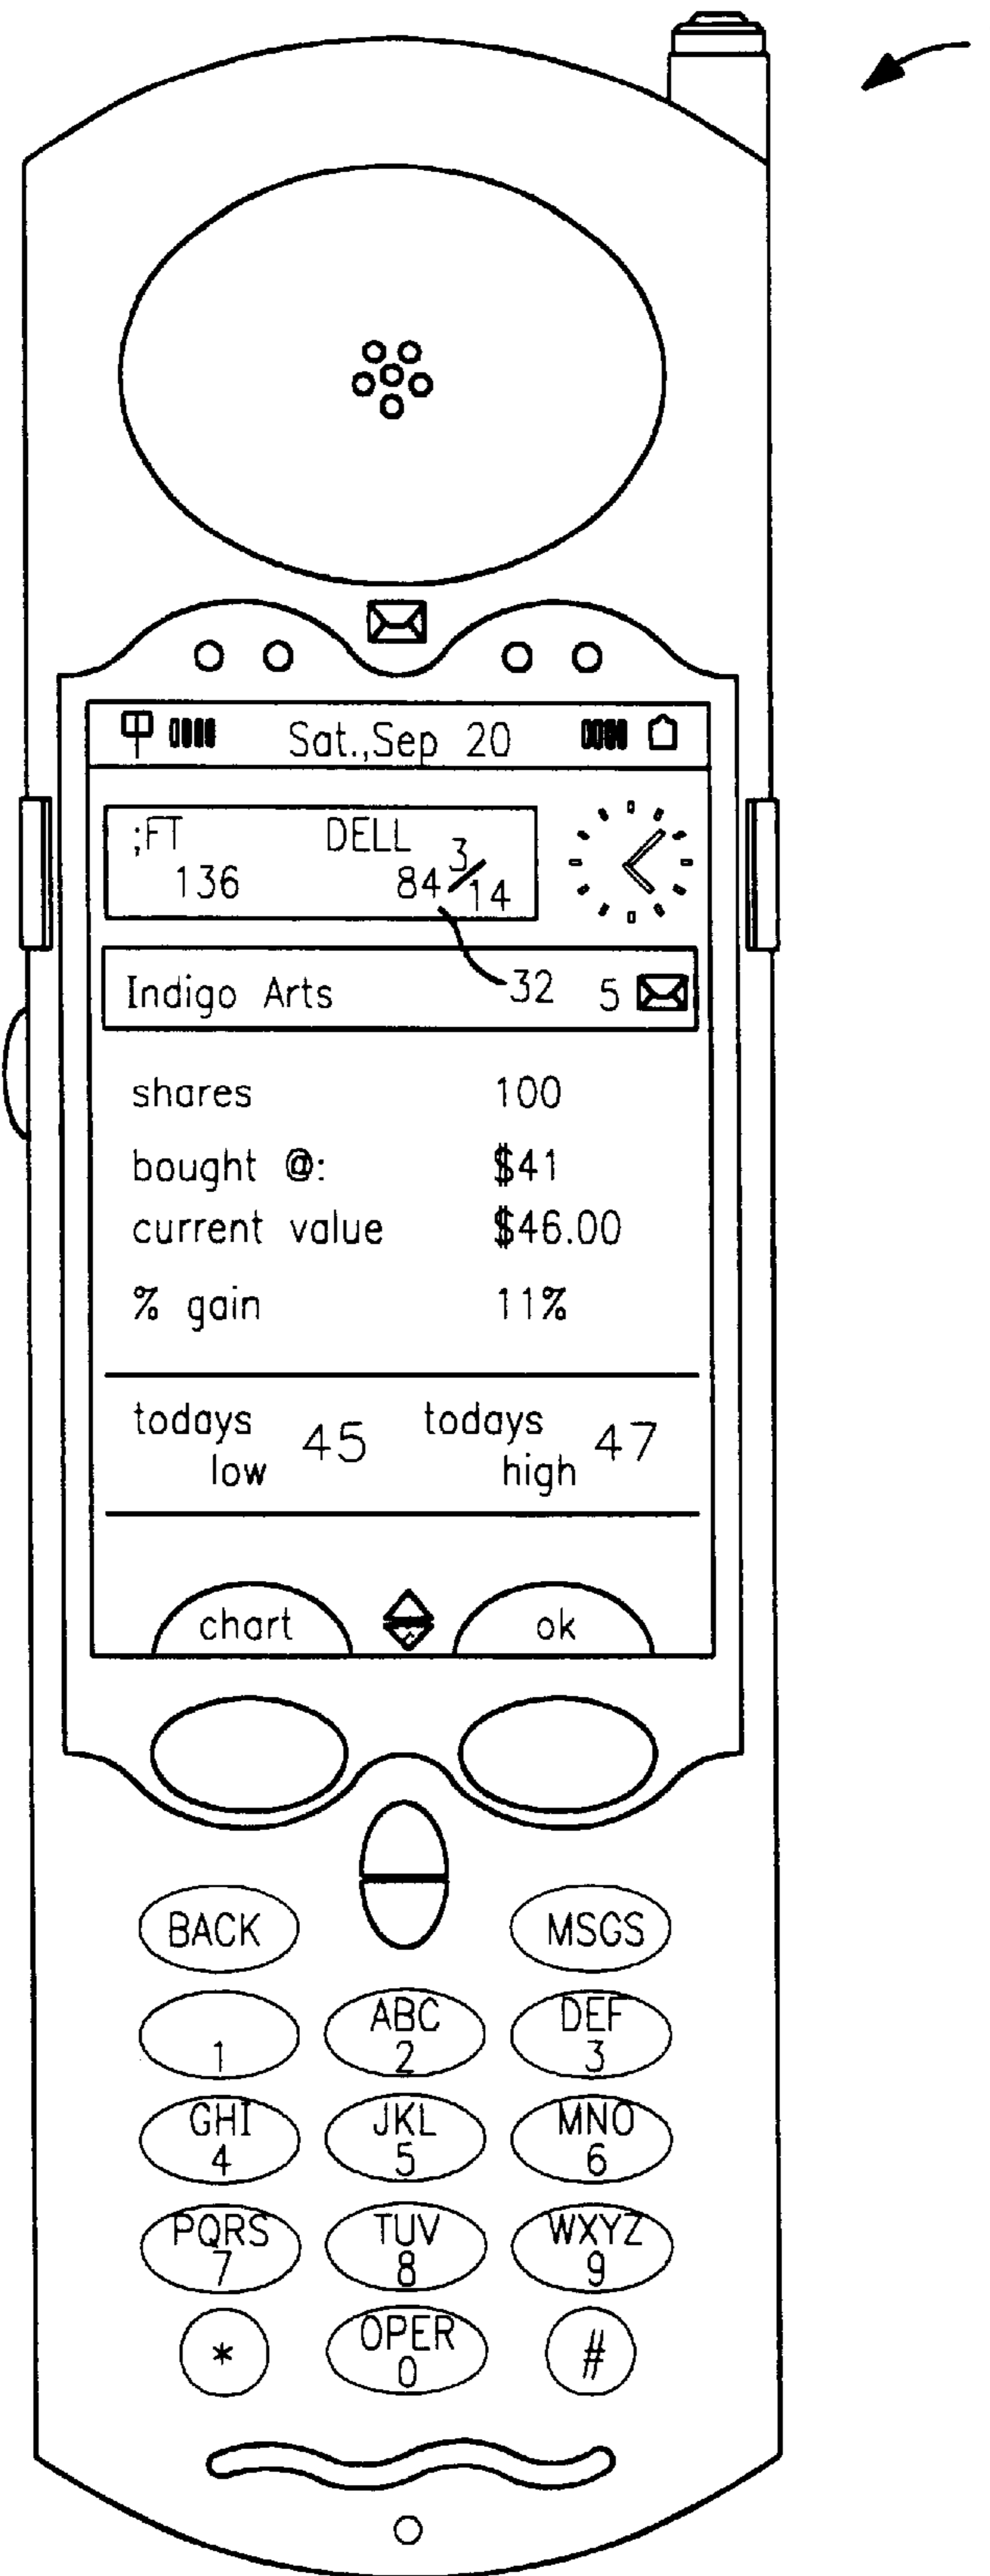 Sat.,Sep 20
;FT DELL
136 84 3/14
Indigo Arts 32 5
shares 100
bought @: $41
current value $46.00
% gain 11%
todays low 45 todays high 47
chart ok
BACK MSGS
1 ABC 2 DEF 3
GHI 4 JKL 5 MNO 6
PQRS 7 TUV 8 WXYZ 9
* OPER 0 #